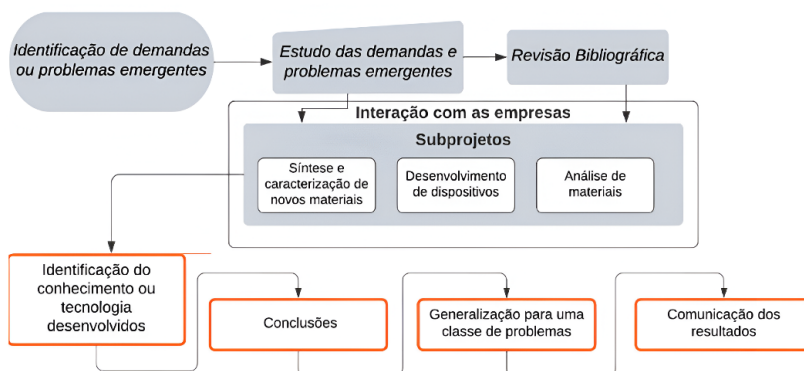 Identificação de demandas
ou problemas emergentes
Estudo das demandas e
problemas emergentes
Revisão Bibliográfica
Interação com as empresas
Subprojetos
Síntese e
caracterização de
novos materiais
Desenvolvimento
de dispositivos
Análise de
materiais
Identificação do
conhecimento ou
tecnologia
desenvolvidos
Conclusões
Generalização para uma
classe de problemas
Comunicação dos
resultados